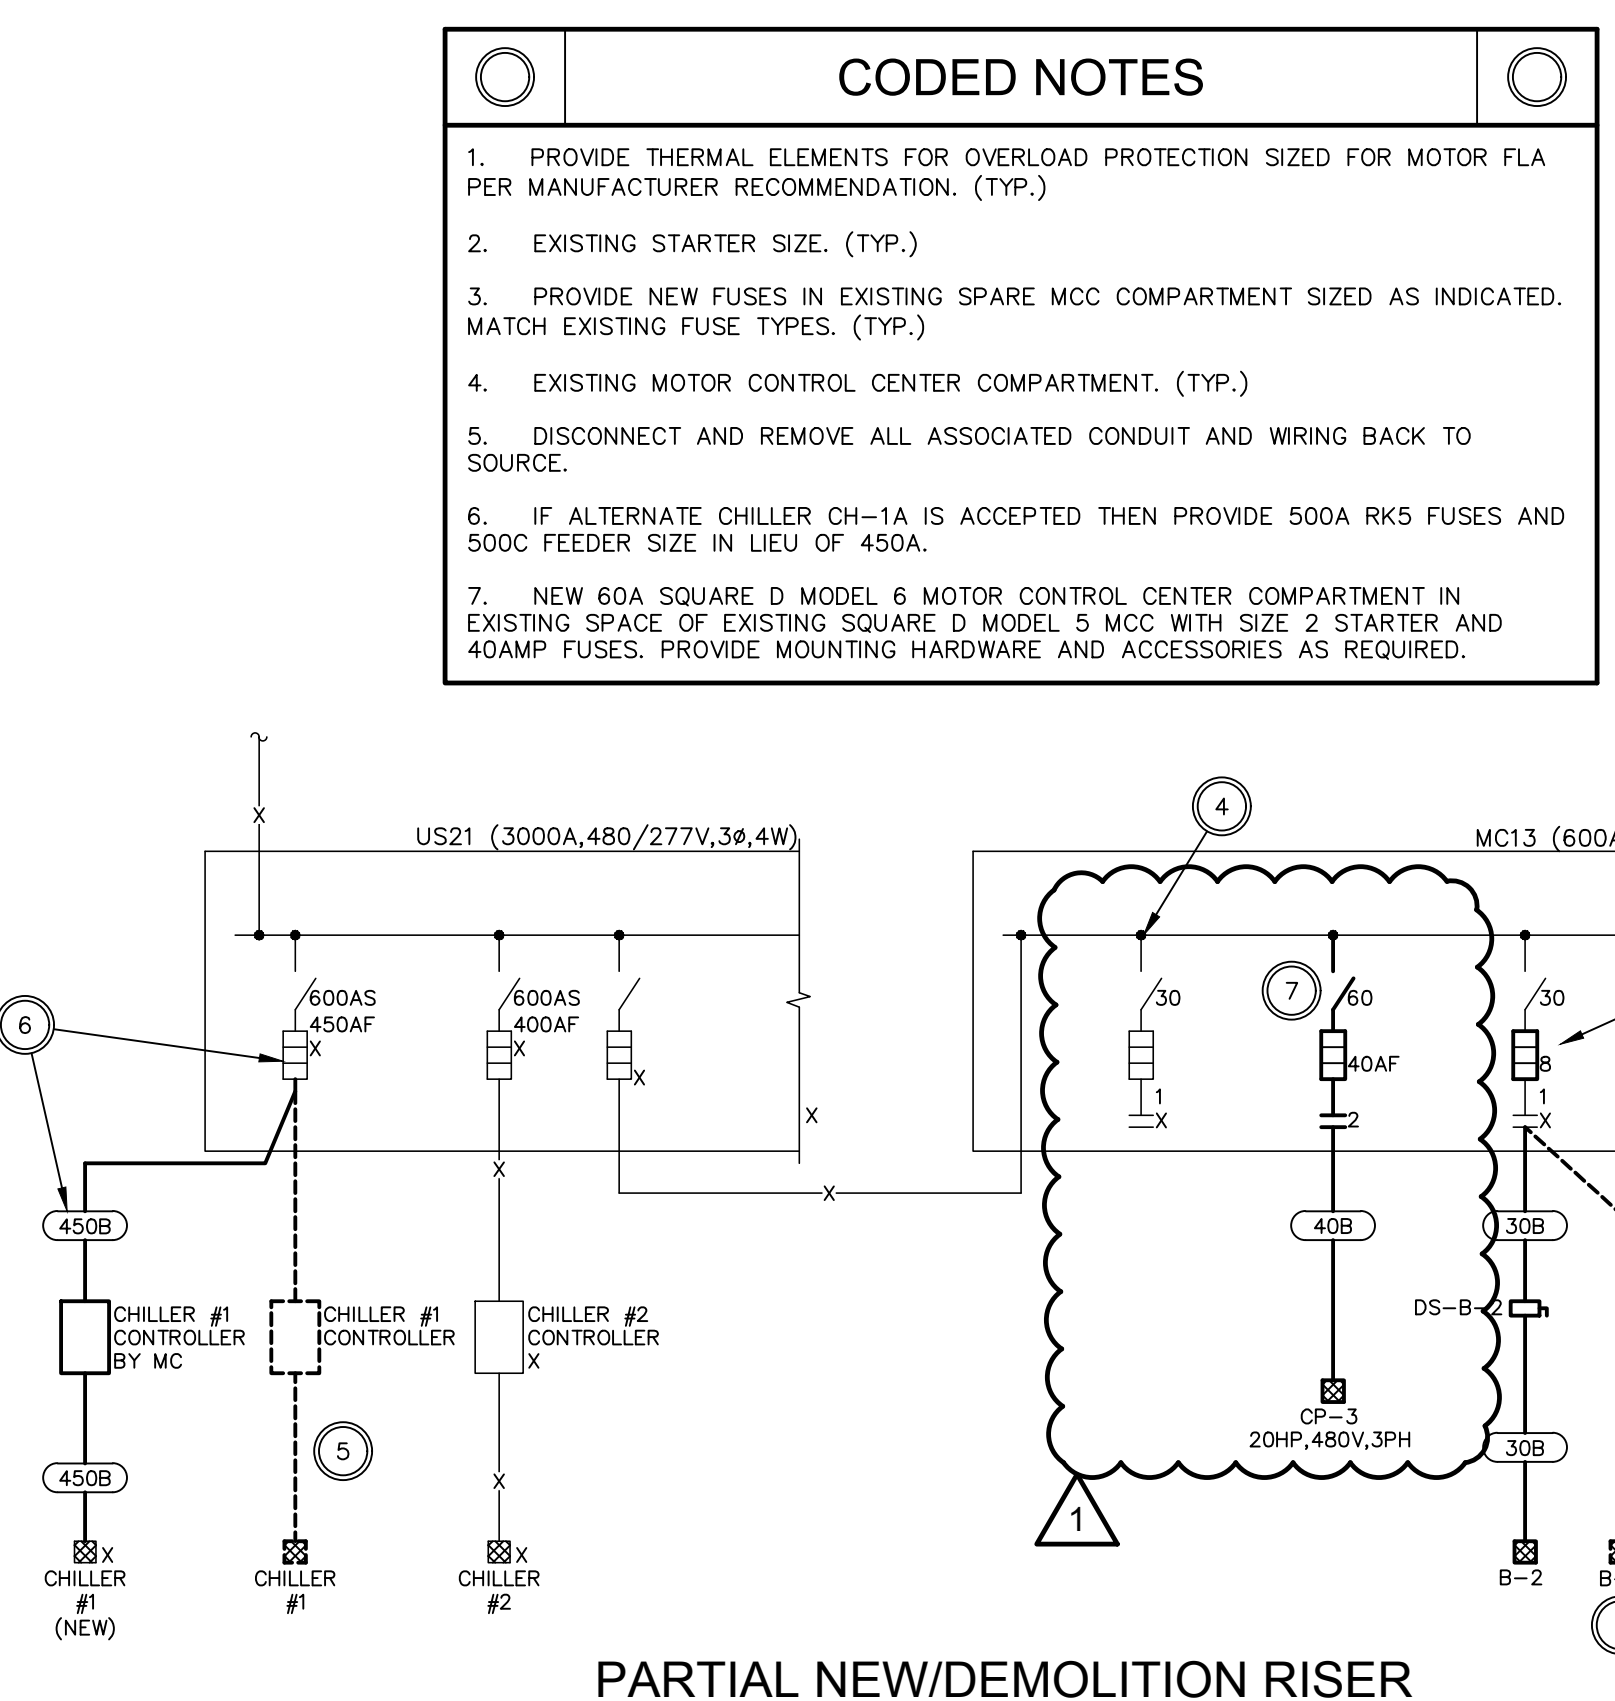 CODED NOTES
1. PROVIDE THERMAL ELEMENTS FOR OVERLOAD PROTECTION SIZED FOR MOTOR FLA
PER MANUFACTURER RECOMMENDATION. (TYP.)
2. EXISTING STARTER SIZE. (TYP.)
3. PROVIDE NEW FUSES IN EXISTING SPARE MCC COMPARTMENT SIZED AS INDICATED.
MATCH EXISTING FUSE TYPES. (TYP.)
4. EXISTING MOTOR CONTROL CENTER COMPARTMENT. (TYP.)
5. DISCONNECT AND REMOVE ALL ASSOCIATED CONDUIT AND WIRING BACK TO
SOURCE.
6. IF ALTERNATE CHILLER CH-1A IS ACCEPTED THEN PROVIDE 500A RK5 FUSES AND
500C FEEDER SIZE IN LIEU OF 450A.
7. NEW 60A SQUARE D MODEL 6 MOTOR CONTROL CENTER COMPARTMENT IN
EXISTING SPACE OF EXISTING SQUARE D MODEL 5 MCC WITH SIZE 2 STARTER AND
40AMP FUSES. PROVIDE MOUNTING HARDWARE AND ACCESSORIES AS REQUIRED.
X
US21 (3000A,480/277V,3Ø,4W)
6
600AS
450AF
X
600AS
400AF
X
X
X
X
X
450B
CHILLER #1
CONTROLLER
BY MC
CHILLER #1
CONTROLLER
CHILLER #2
CONTROLLER
X
5
450B
X
X
CHILLER
#1
(NEW)
CHILLER
#1
X
CHILLER
#2
4
MC13 (600A
30
1
X
7
60
40AF
2
40B
CP-3
20HP,480V,3PH
30
8
1
X
30B
DS-B-2
30B
B-2
1
PARTIAL NEW/DEMOLITION RISER